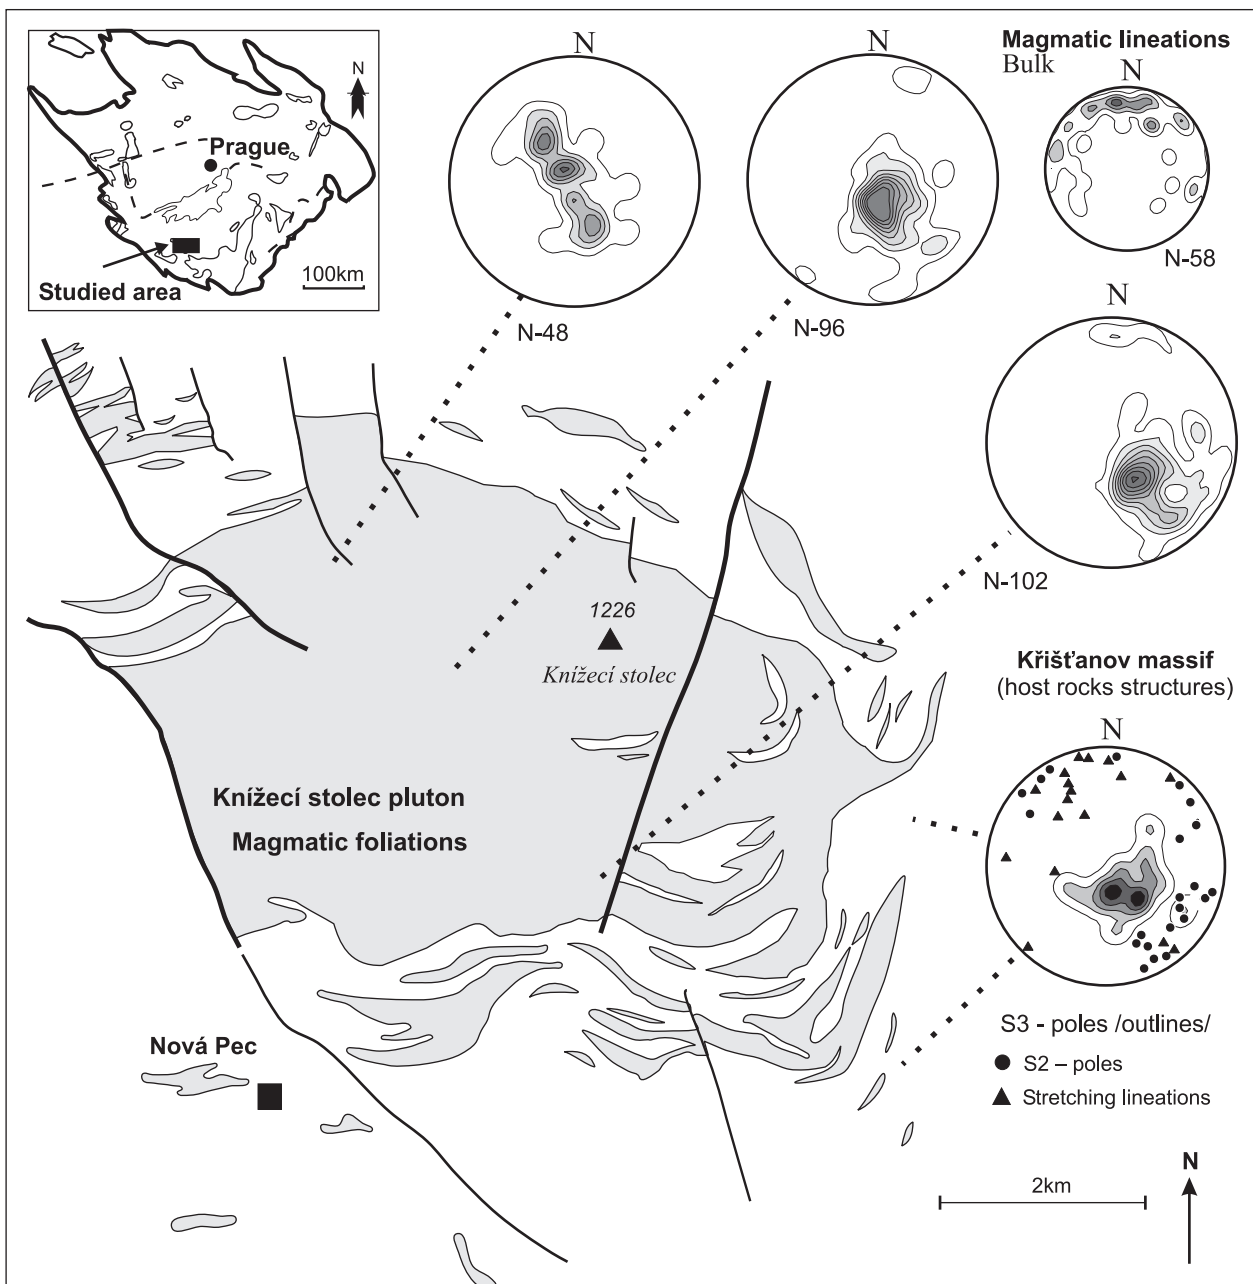 N
Prague
Studied area
100km
N
N-48
N
N-96
Magmatic lineations
Bulk
N
N-58
N
N-102
1226
Knížecí stolec
Křišťanov massif
(host rocks structures)
N
Knížecí stolec pluton
Magmatic foliations
S3 - poles /outlines/
S2 – poles
Stretching lineations
Nová Pec
2km
N